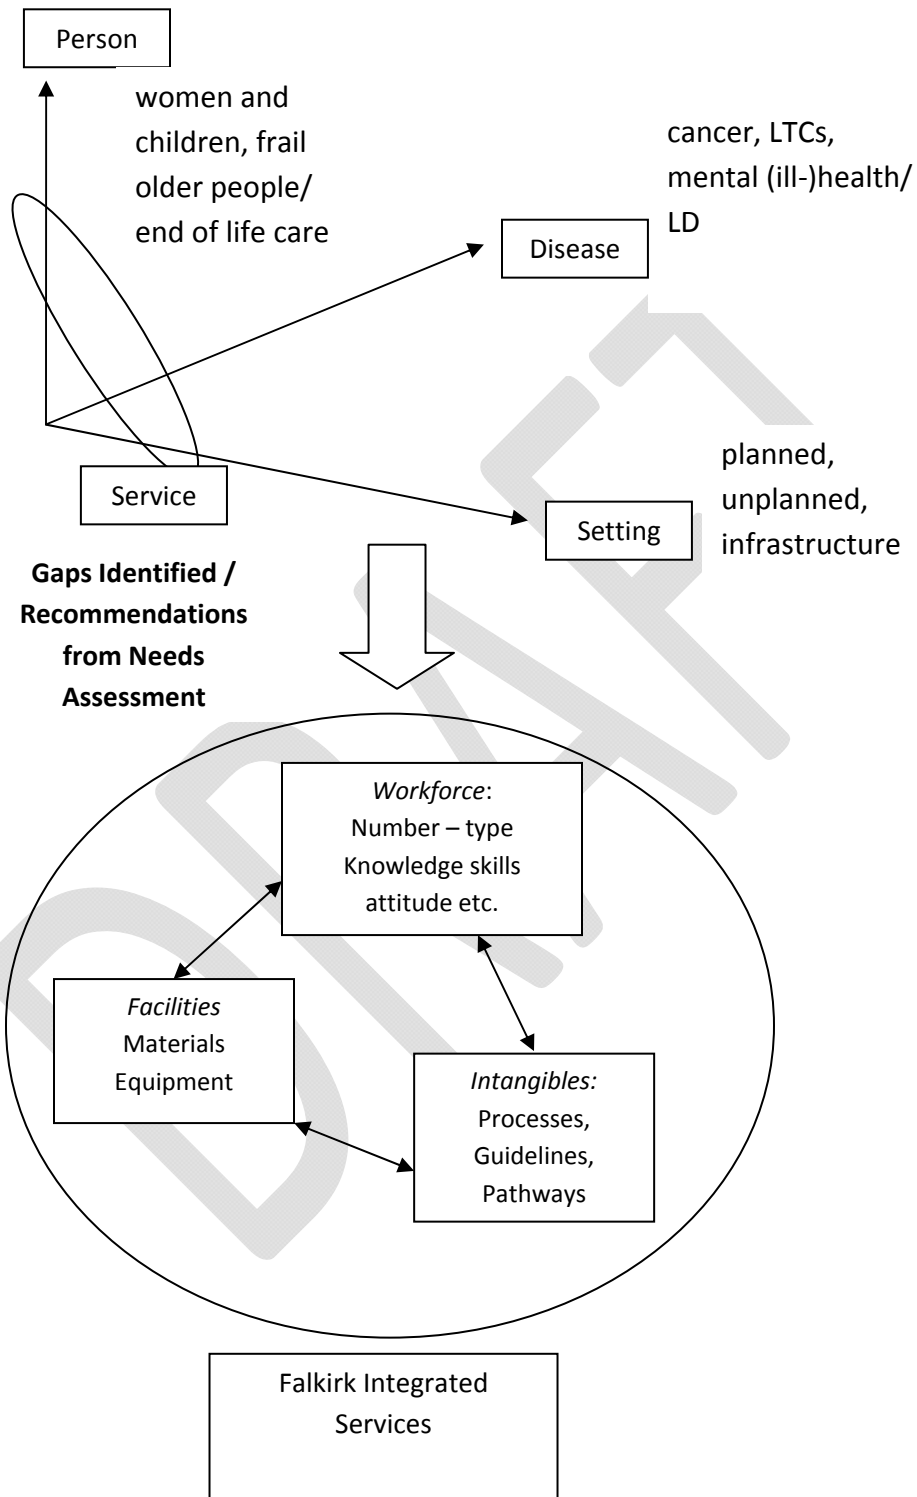 Person
women and
children, frail
older people/
end of life care
cancer, LTCs,
mental (ill-)health/
LD
Disease
planned,
unplanned,
infrastructure
Service
Setting
Gaps Identified /
Recommendations
from Needs
Assessment
Workforce:
Number – type
Knowledge skills
attitude etc.
Facilities
Materials
Equipment
Intangibles:
Processes,
Guidelines,
Pathways
Falkirk Integrated
Services
DRAFT